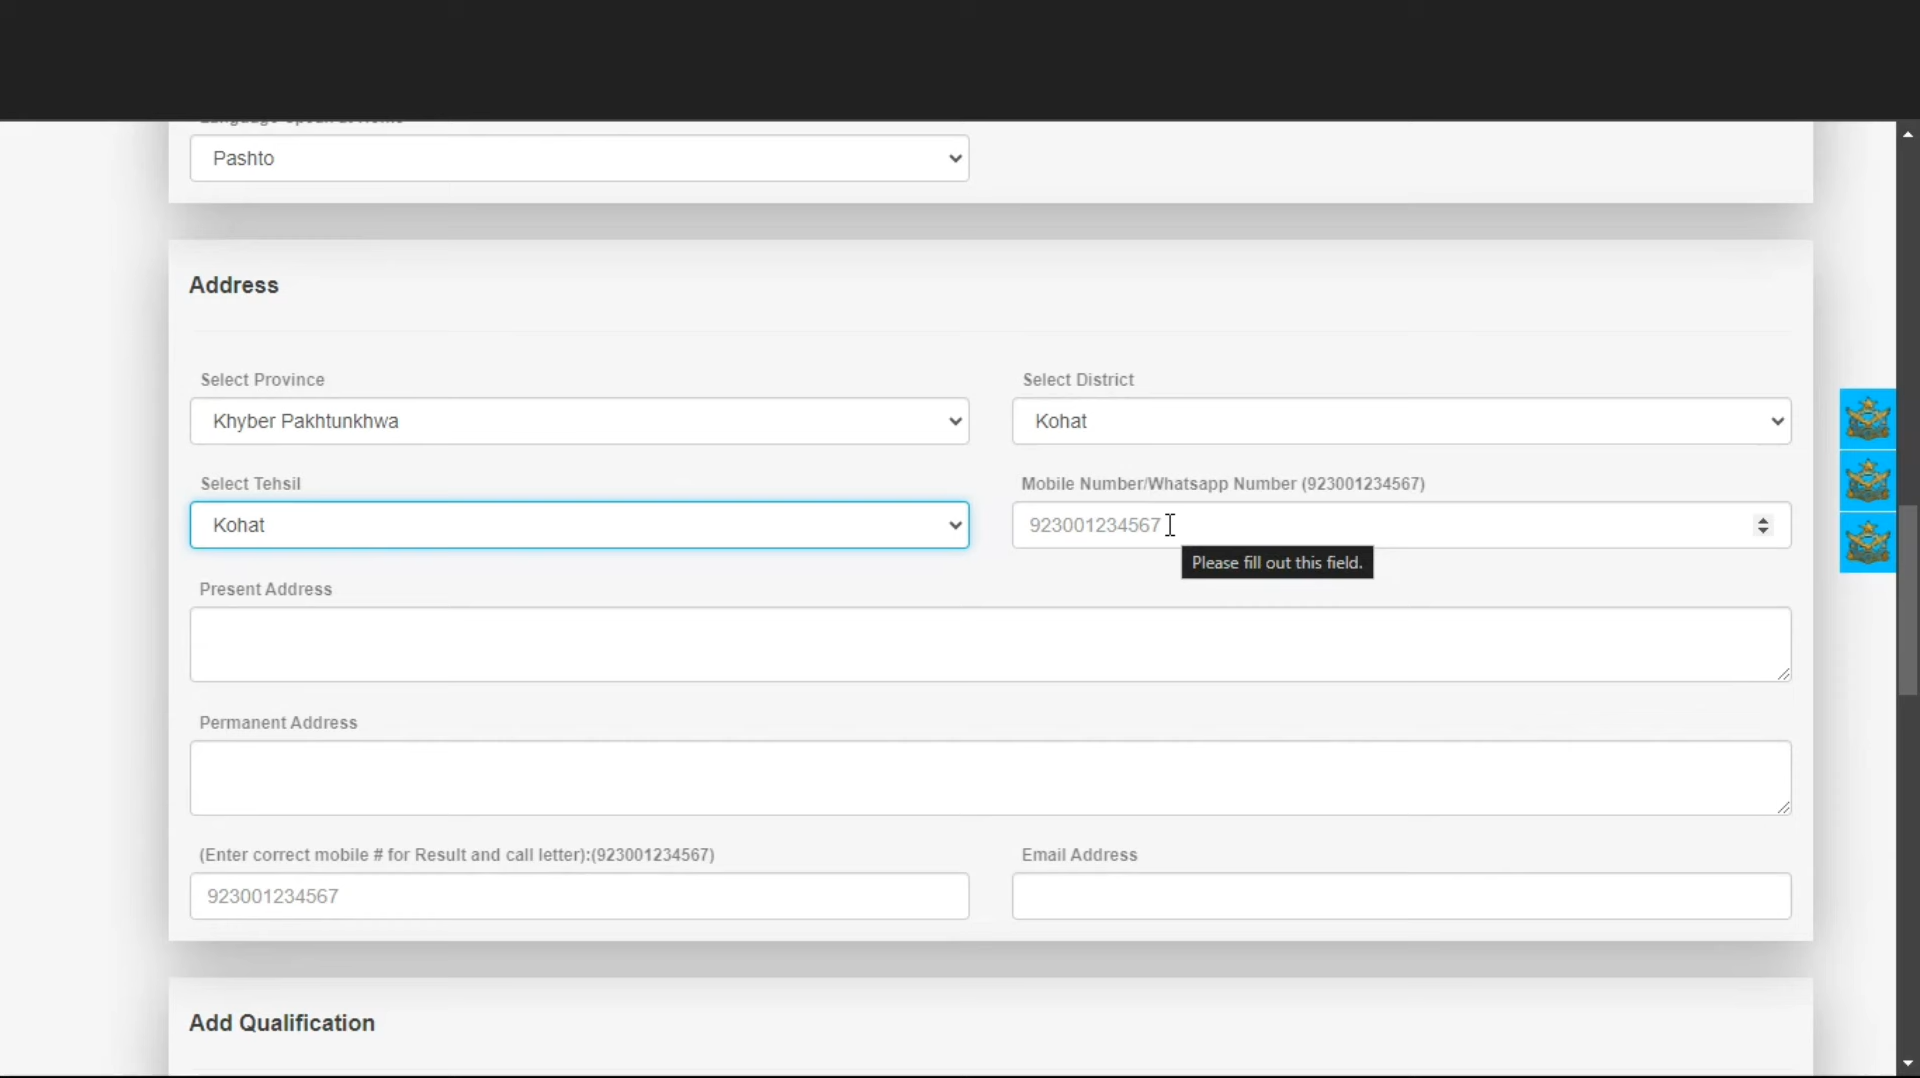 Pashto
Address
Select Province
Select District
Khyber Pakhtunkhwa
Kohat
Select Tehsil
Mobile Number/Whatsapp Number (923001234567)
Kohat
923001234567
Please fill out this field.
Present Address
Permanent Address
(Enter correct mobile # for Result and call letter):(923001234567)
Email Address
923001234567
Add Qualification